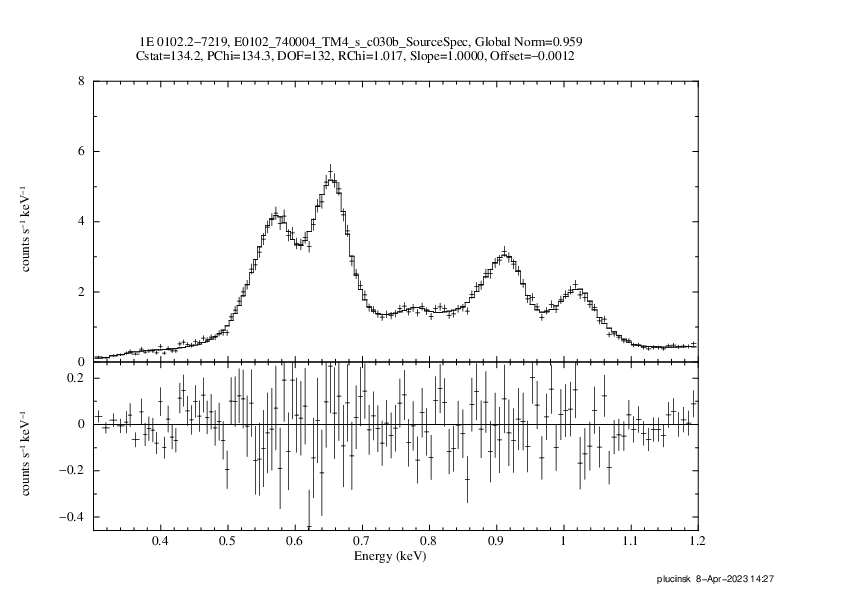 1E 0102.2−7219, E0102_740004_TM4_s_c030b_SourceSpec, Global Norm=0.959
Cstat=134.2, PChi=134.3, DOF=132, RChi=1.017, Slope=1.0000, Offset=−0.0012
8
6
4
2
0
counts s⁻¹ keV⁻¹
0.2
0
−0.2
−0.4
counts s⁻¹ keV⁻¹
0.4 0.5 0.6 0.7 0.8 0.9 1 1.1 1.2
Energy (keV)
plucinsk 8−Apr−2023 14:27